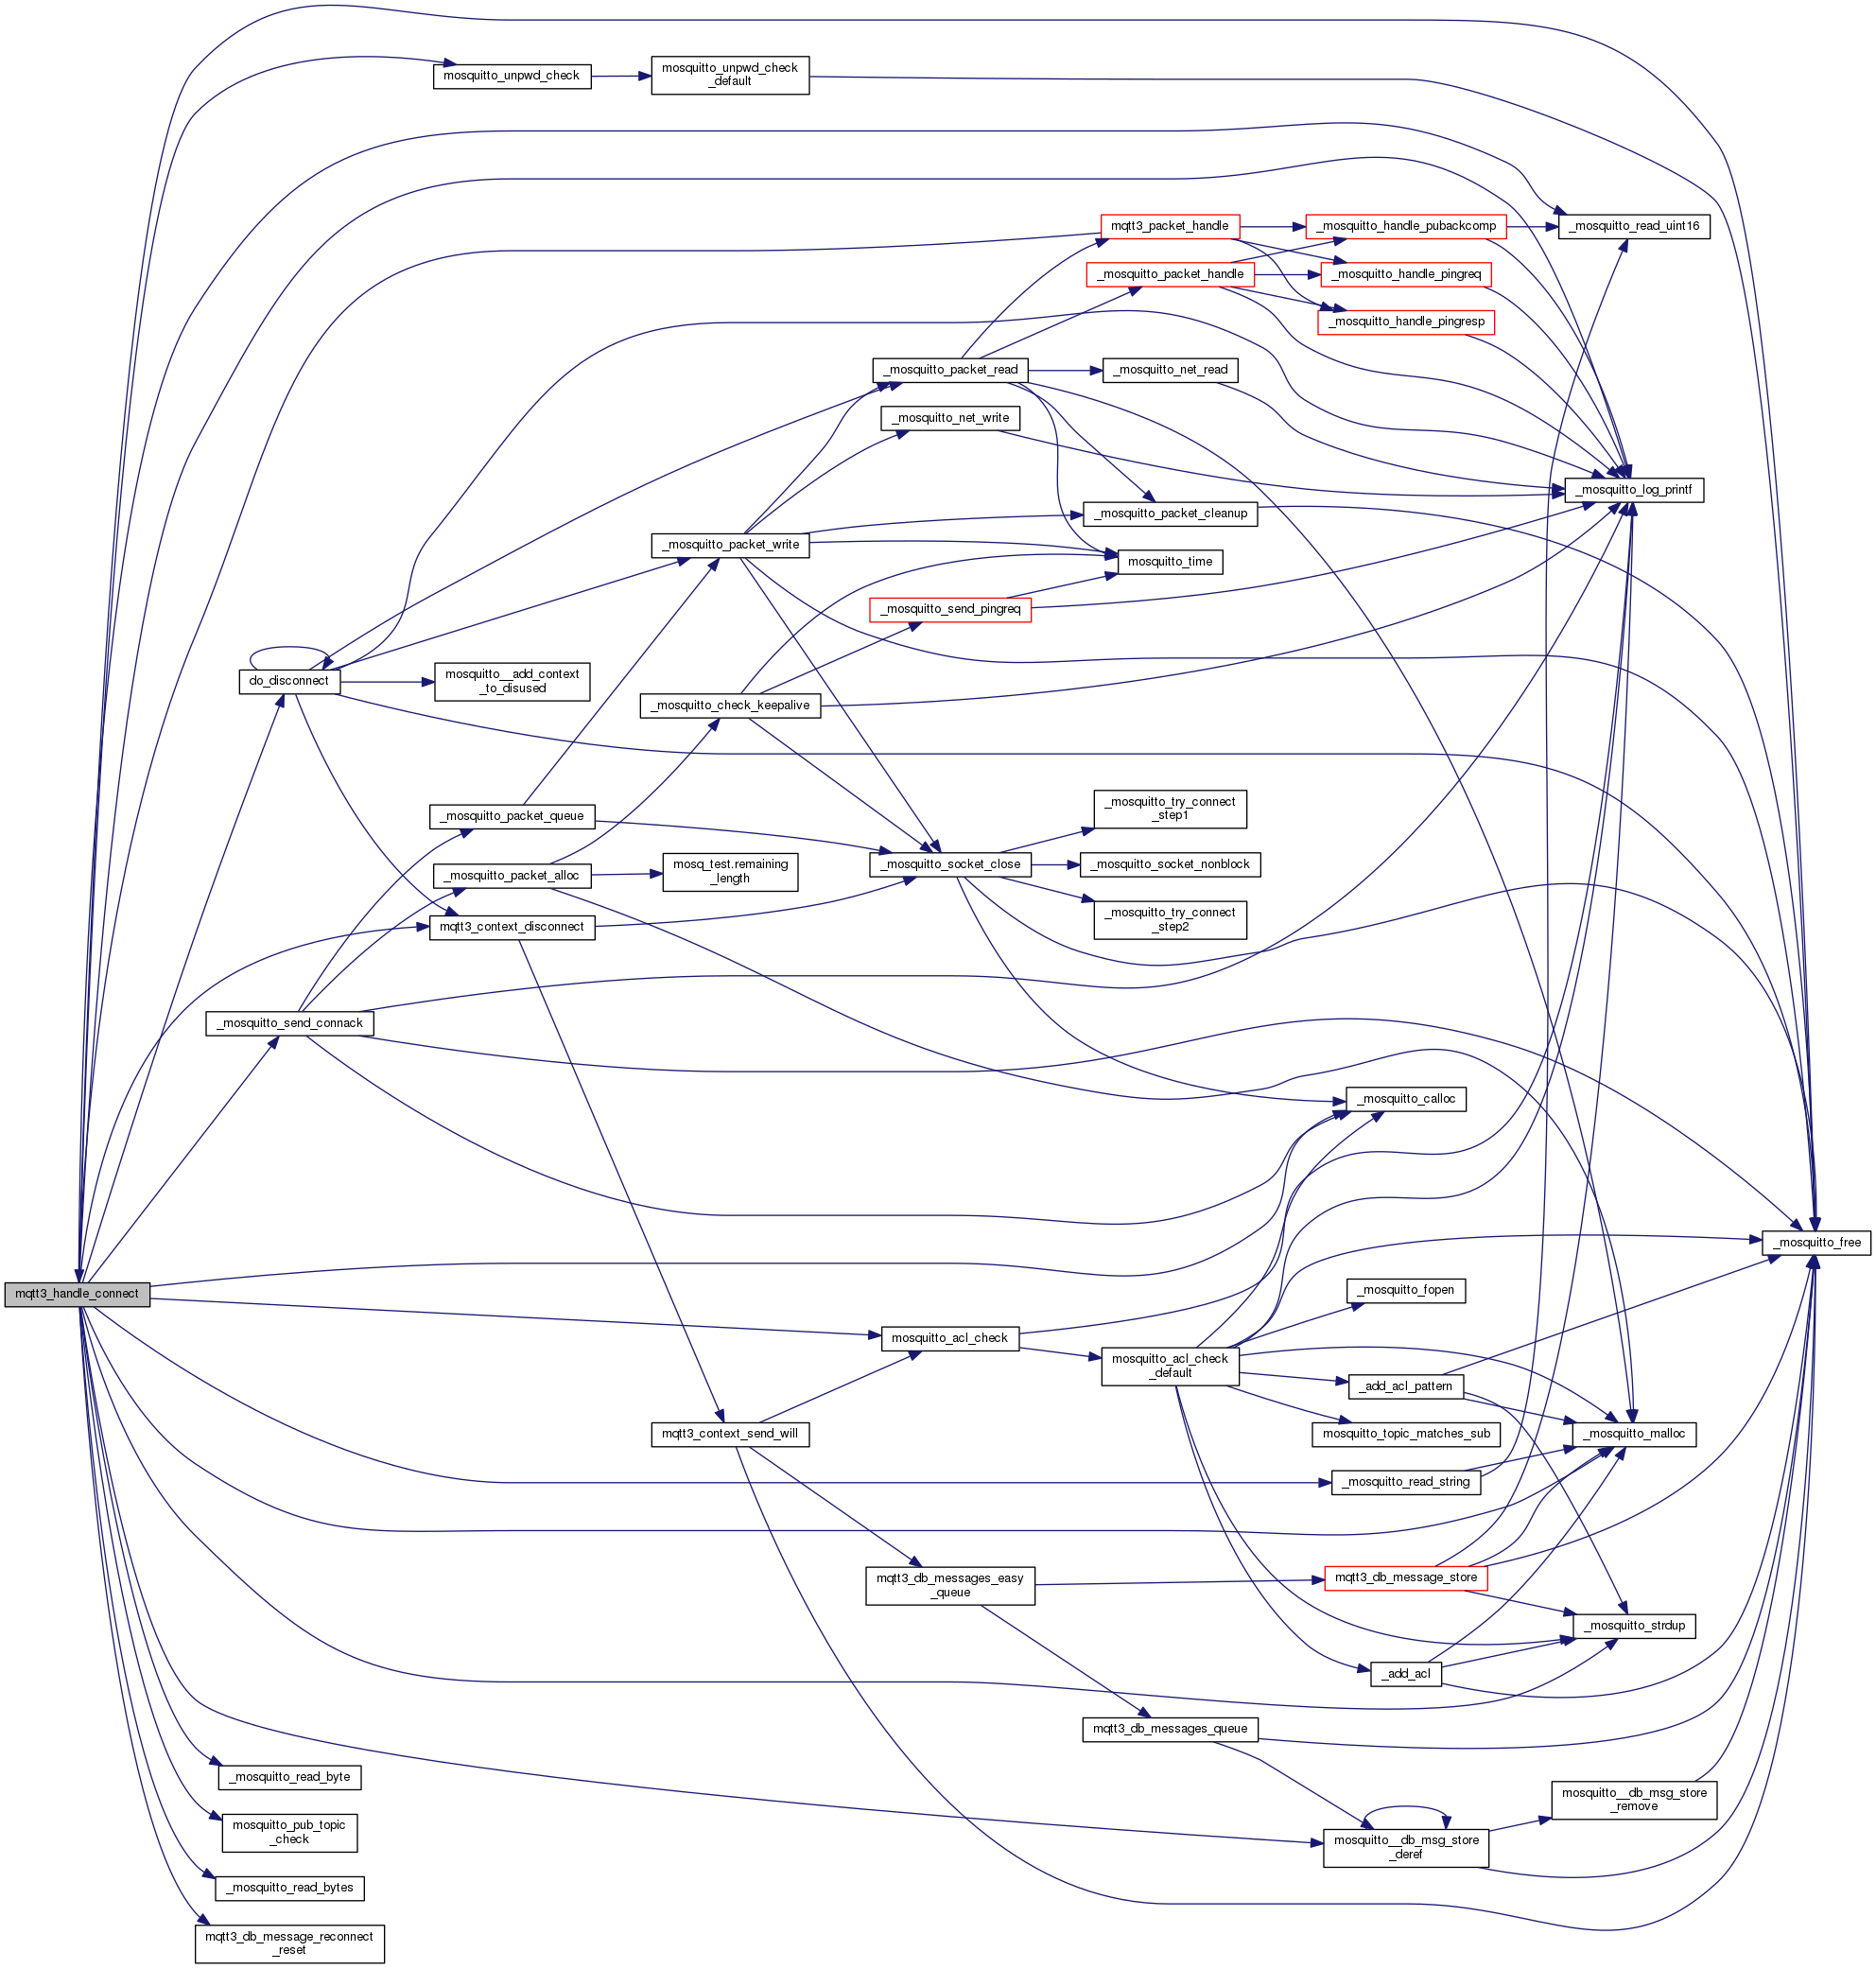 mosquitto_unpwd_check
mosquitto_unpwd_check
_default
mqtt3_packet_handle
_mosquitto_handle_pubackcomp
_mosquitto_read_uint16
_mosquitto_packet_handle
_mosquitto_handle_pingreq
_mosquitto_handle_pingresp
_mosquitto_packet_read
_mosquitto_net_read
_mosquitto_net_write
_mosquitto_log_printf
_mosquitto_packet_cleanup
_mosquitto_packet_write
mosquitto_time
_mosquitto_send_pingreq
do_disconnect
mosquitto__add_context
_to_disused
_mosquitto_check_keepalive
_mosquitto_packet_queue
_mosquitto_try_connect
_step1
_mosquitto_socket_close
_mosquitto_socket_nonblock
_mosquitto_packet_alloc
mosq_test.remaining
_length
_mosquitto_try_connect
_step2
mqtt3_context_disconnect
_mosquitto_send_connack
_mosquitto_calloc
_mosquitto_free
mqtt3_handle_connect
_mosquitto_fopen
mosquitto_acl_check
mosquitto_acl_check
_default
_add_acl_pattern
mqtt3_context_send_will
mosquitto_topic_matches_sub
_mosquitto_malloc
_mosquitto_read_string
mqtt3_db_messages_easy
_queue
mqtt3_db_message_store
_mosquitto_strdup
_add_acl
mqtt3_db_messages_queue
_mosquitto_read_byte
mosquitto__db_msg_store
_remove
mosquitto_pub_topic
_check
mosquitto__db_msg_store
_deref
_mosquitto_read_bytes
mqtt3_db_message_reconnect
_reset